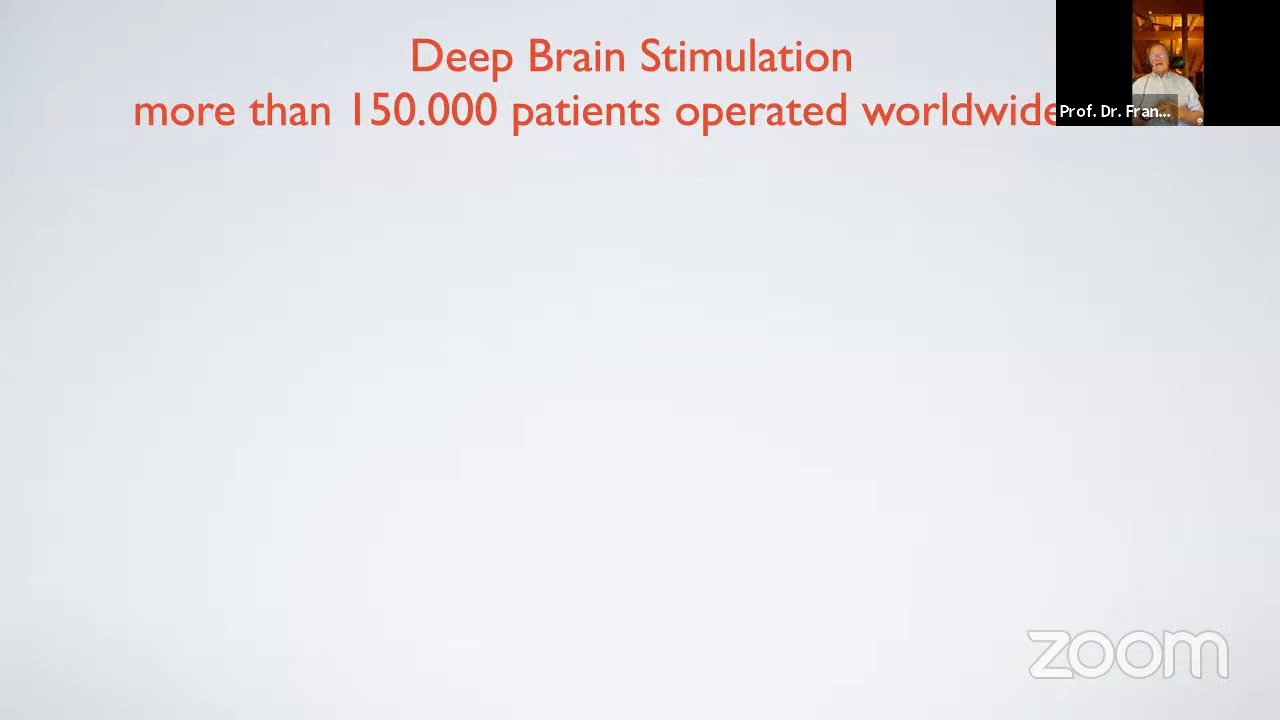 Deep Brain Stimulation
more than 150.000 patients operated worldwide
Prof. Dr. Fran...
zoom